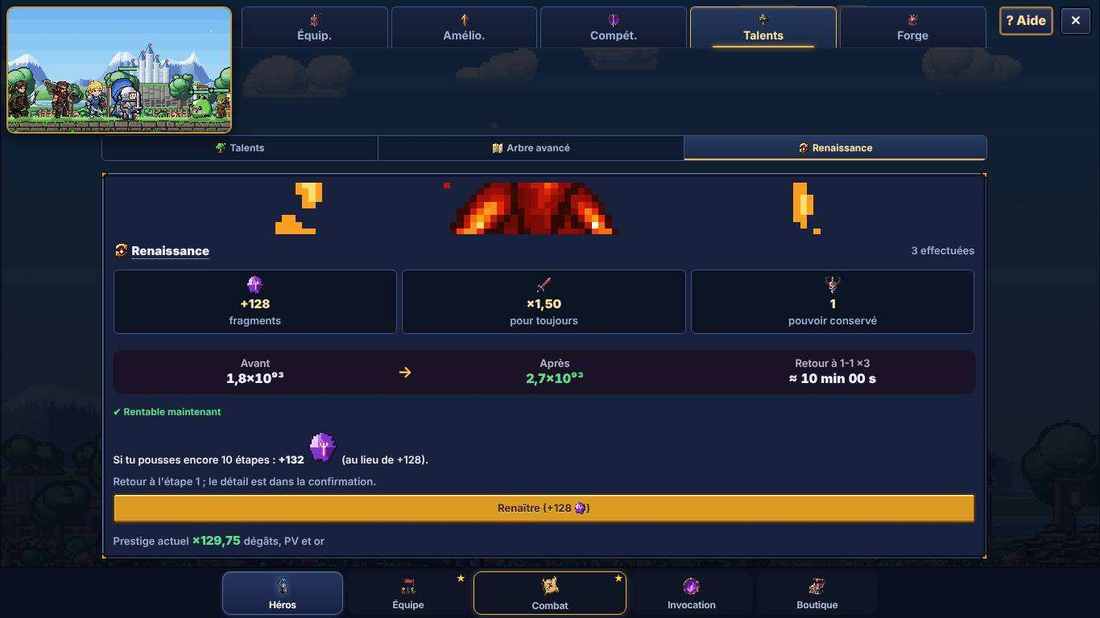 Équip.
Amélio.
Compét.
Talents
Forge
? Aide
✕
Talents
Arbre avancé
Renaissance
Renaissance
3 effectuées
+128
fragments
×1,50
pour toujours
1
pouvoir conservé
Avant
1,8×10⁹³
→
Après
2,7×10⁹³
Retour à 1-1 ×3
≈ 10 min 00 s
✔ Rentable maintenant
Si tu pousses encore 10 étapes : +132 (au lieu de +128).
Retour à l'étape 1 ; le détail est dans la confirmation.
Renaître (+128 )
Prestige actuel ×129,75 dégâts, PV et or
Héros
Équipe
Combat
Invocation
Boutique